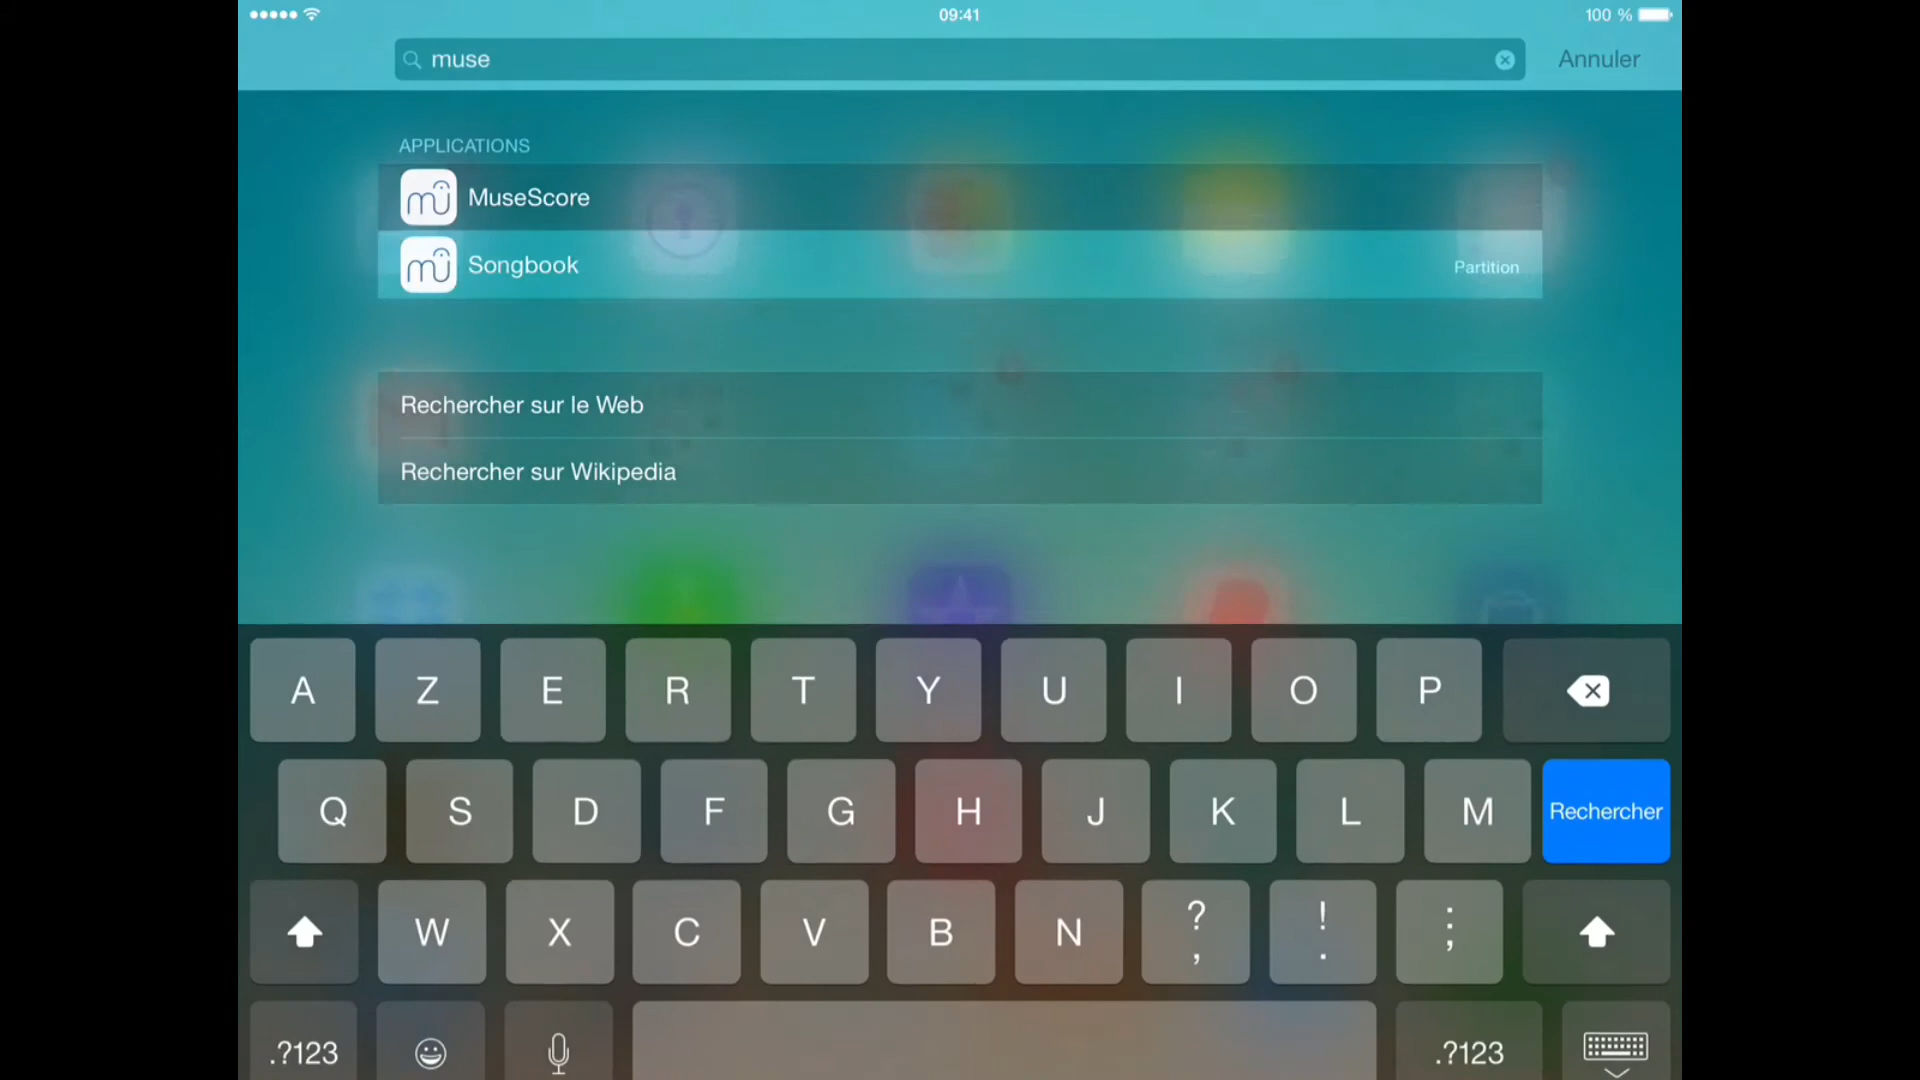 09:41
100 %
muse
Annuler
APPLICATIONS
MuseScore
Songbook
Partition
Rechercher sur le Web
Rechercher sur Wikipedia
A Z E R T Y U I O P
Q S D F G H J K L M Rechercher
W X C V B N ? , ! . : ;
.?123 .?123